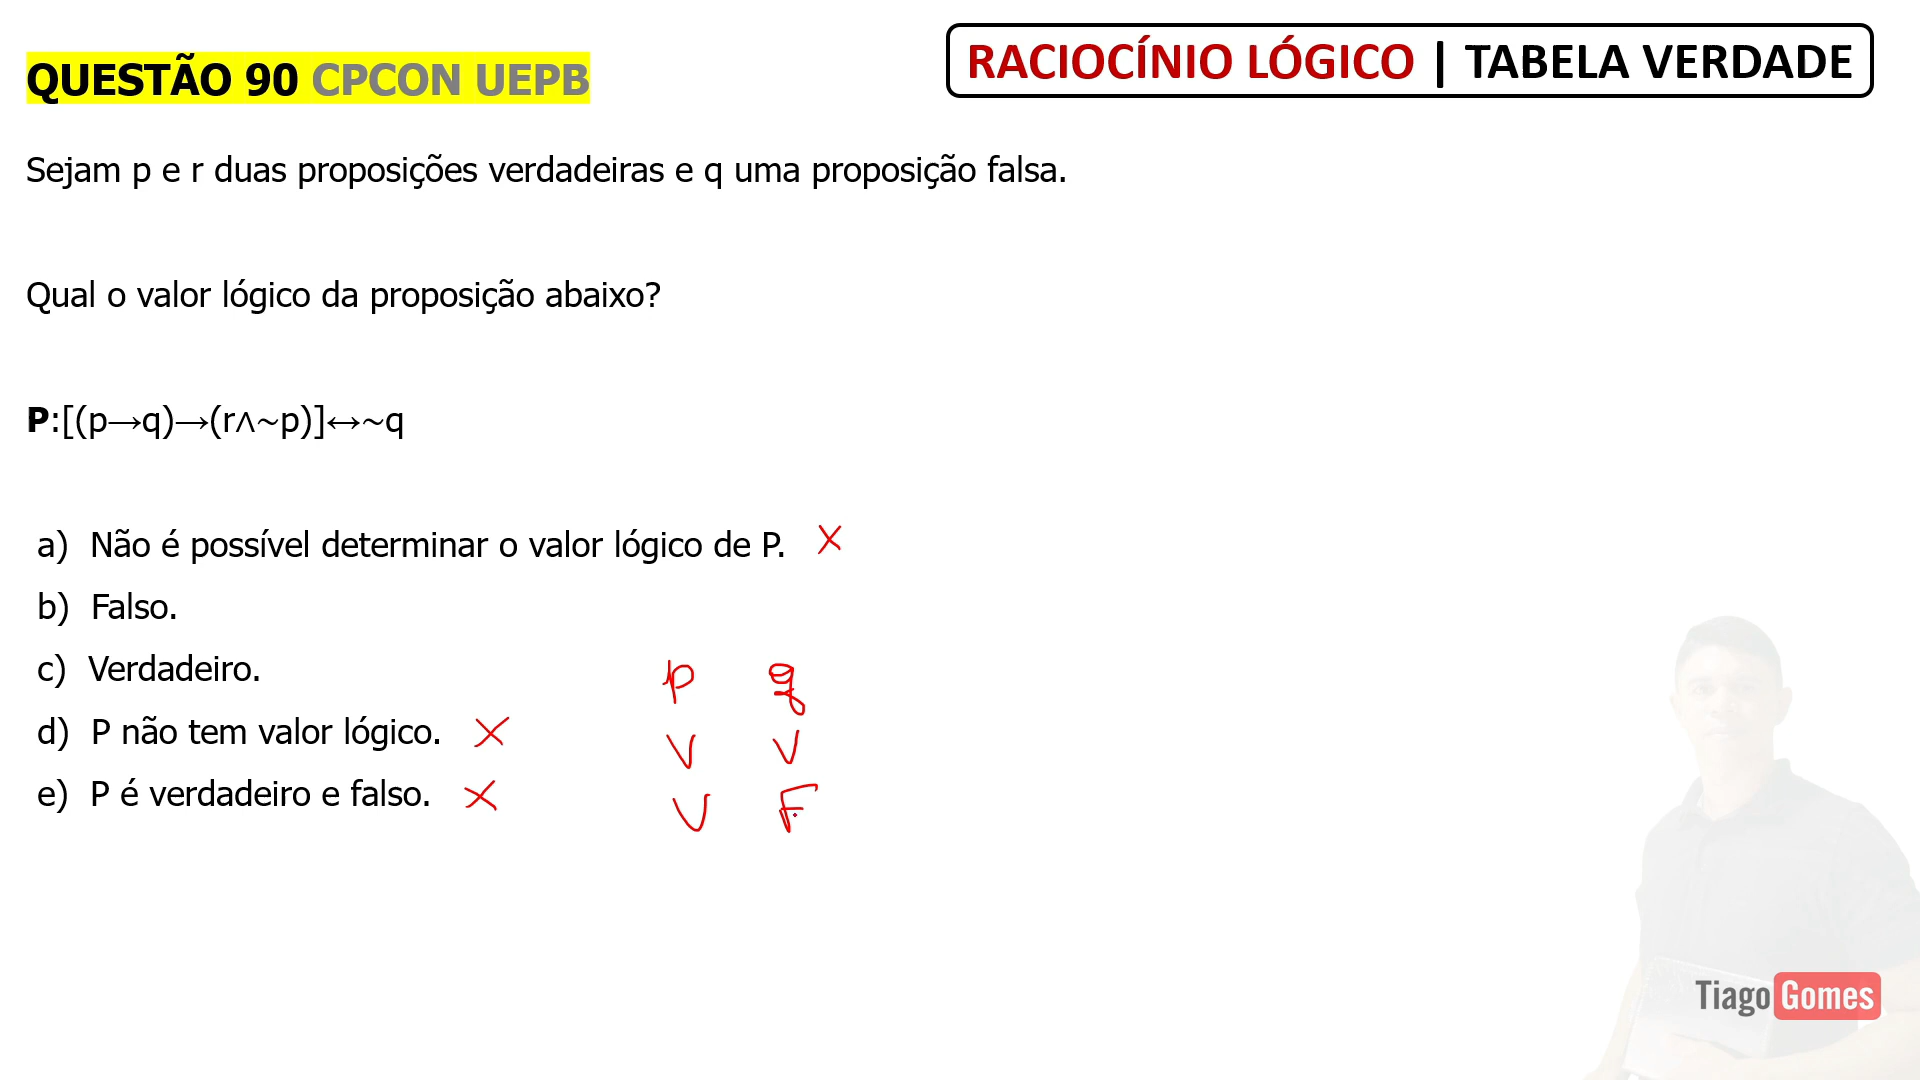 QUESTÃO 90 CPCON UEPB
RACIOCÍNIO LÓGICO | TABELA VERDADE
Sejam p e r duas proposições verdadeiras e q uma proposição falsa.
Qual o valor lógico da proposição abaixo?
P:[(p→q)→(r∧~p)]↔~q
a) Não é possível determinar o valor lógico de P. X
b) Falso.
c) Verdadeiro.
p q
d) P não tem valor lógico. X
V V
e) P é verdadeiro e falso. X
V F
Tiago Gomes